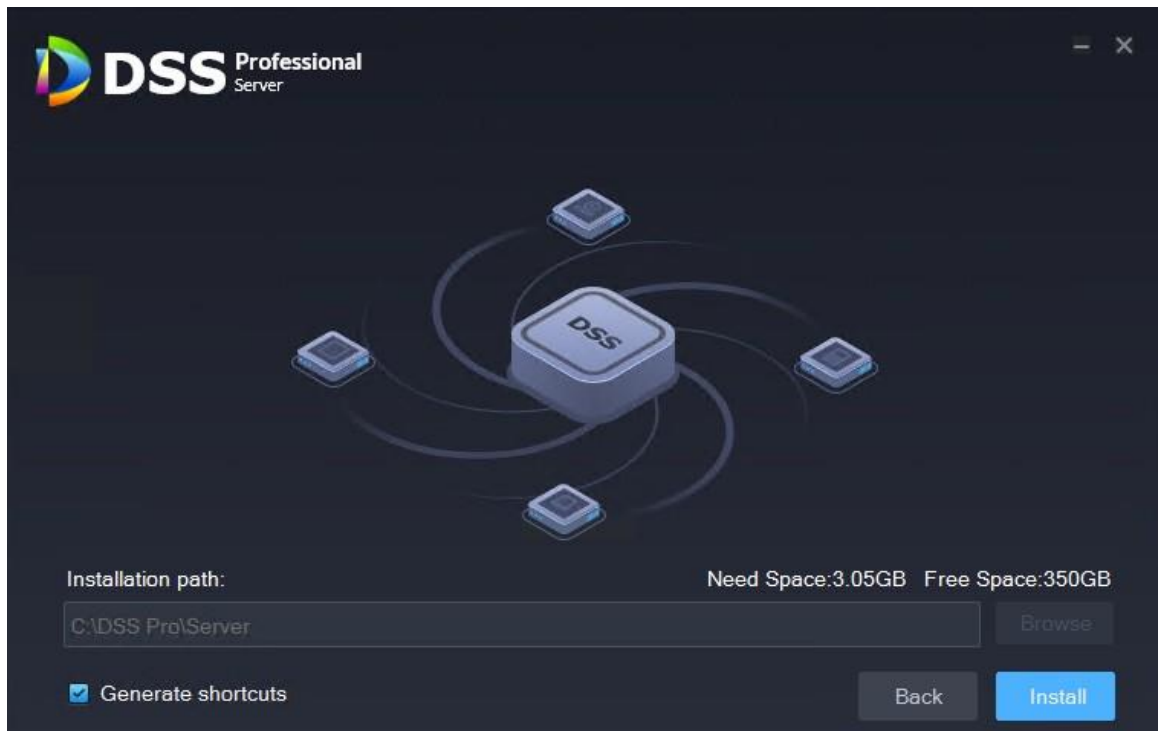 DSS Professional
Server
DSS
Installation path:
Need Space:3.05GB Free Space:350GB
C:\DSS Pro\Server
Browse
Generate shortcuts
Back
Install